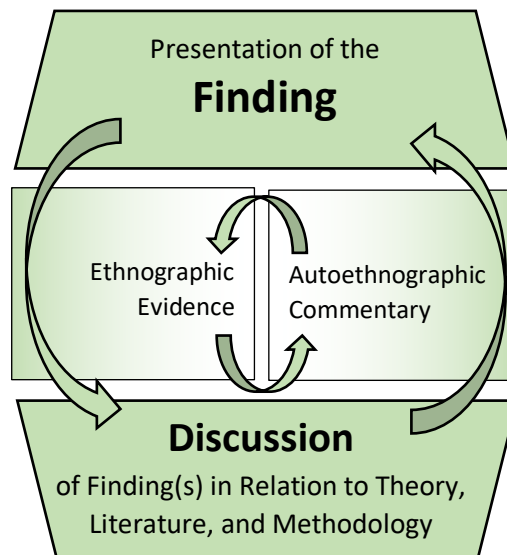 Presentation of the
Finding
Ethnographic
Evidence
Autoethnographic
Commentary
Discussion
of Finding(s) in Relation to Theory,
Literature, and Methodology